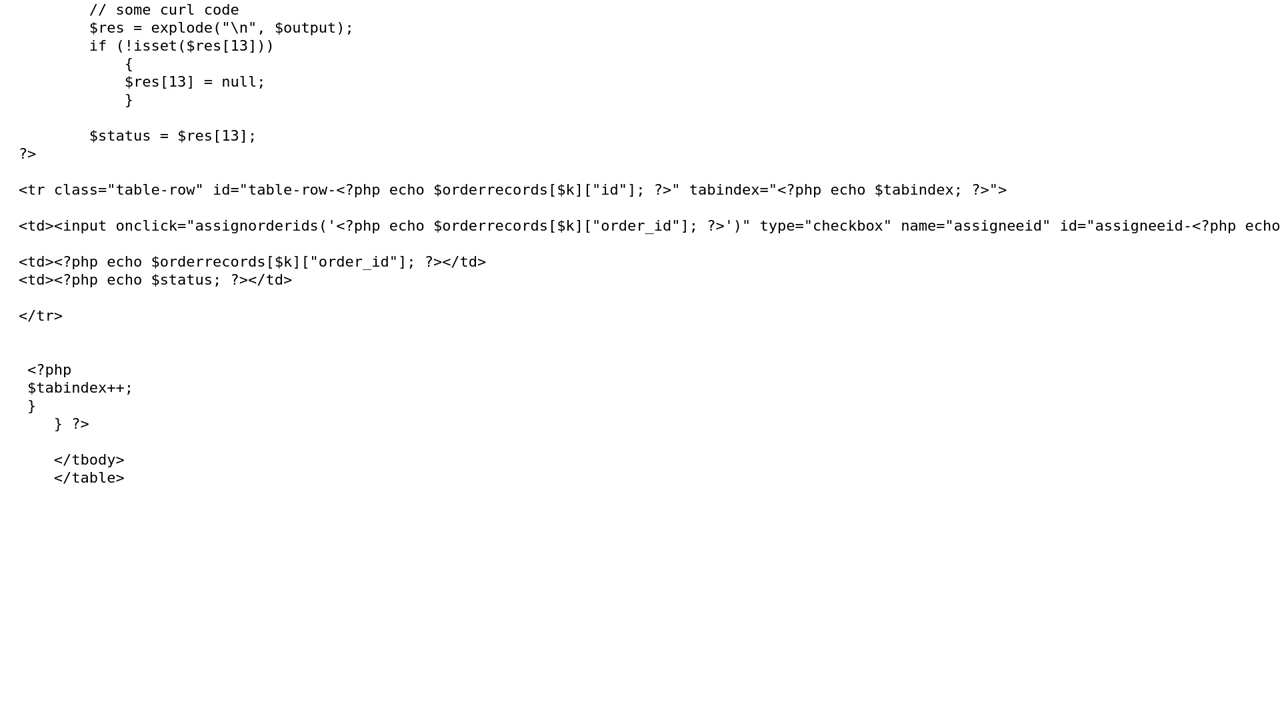 // some curl code
$res = explode("\n", $output);
if (!isset($res[13]))
{
$res[13] = null;
}
$status = $res[13];
?>
<tr class="table-row" id="table-row-<?php echo $orderrecords[$k]["id"]; ?>" tabindex="<?php echo $tabindex; ?>">
<td><input onclick="assignorderids('<?php echo $orderrecords[$k]["order_id"]; ?>')" type="checkbox" name="assigneeid" id="assigneeid-<?php echo
<td><?php echo $orderrecords[$k]["order_id"]; ?></td>
<td><?php echo $status; ?></td>
</tr>
<?php
$tabindex++;
}
} ?>
</tbody>
</table>